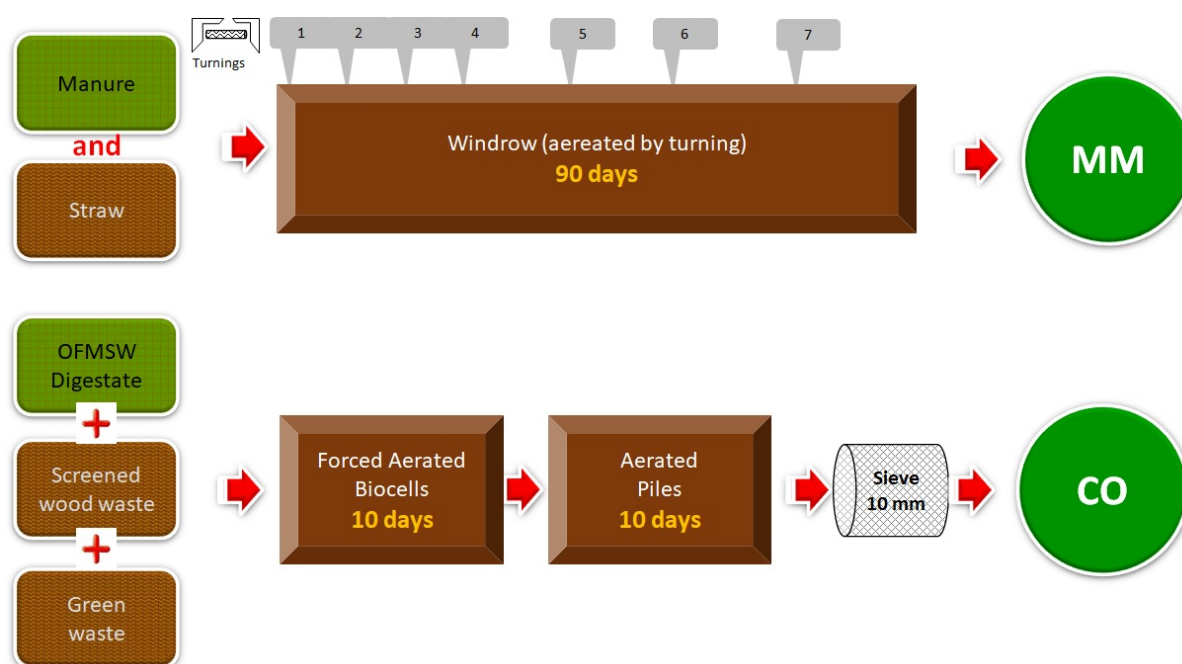 1 2 3 4 5 6 7
Turnings
Manure
and
Straw
Windrow (aereated by turning)
90 days
MM
OFMSW
Digestate
+
Screened
wood waste
+
Green
waste
Forced Aerated
Biocells
10 days
Aerated
Piles
10 days
Sieve
10 mm
CO